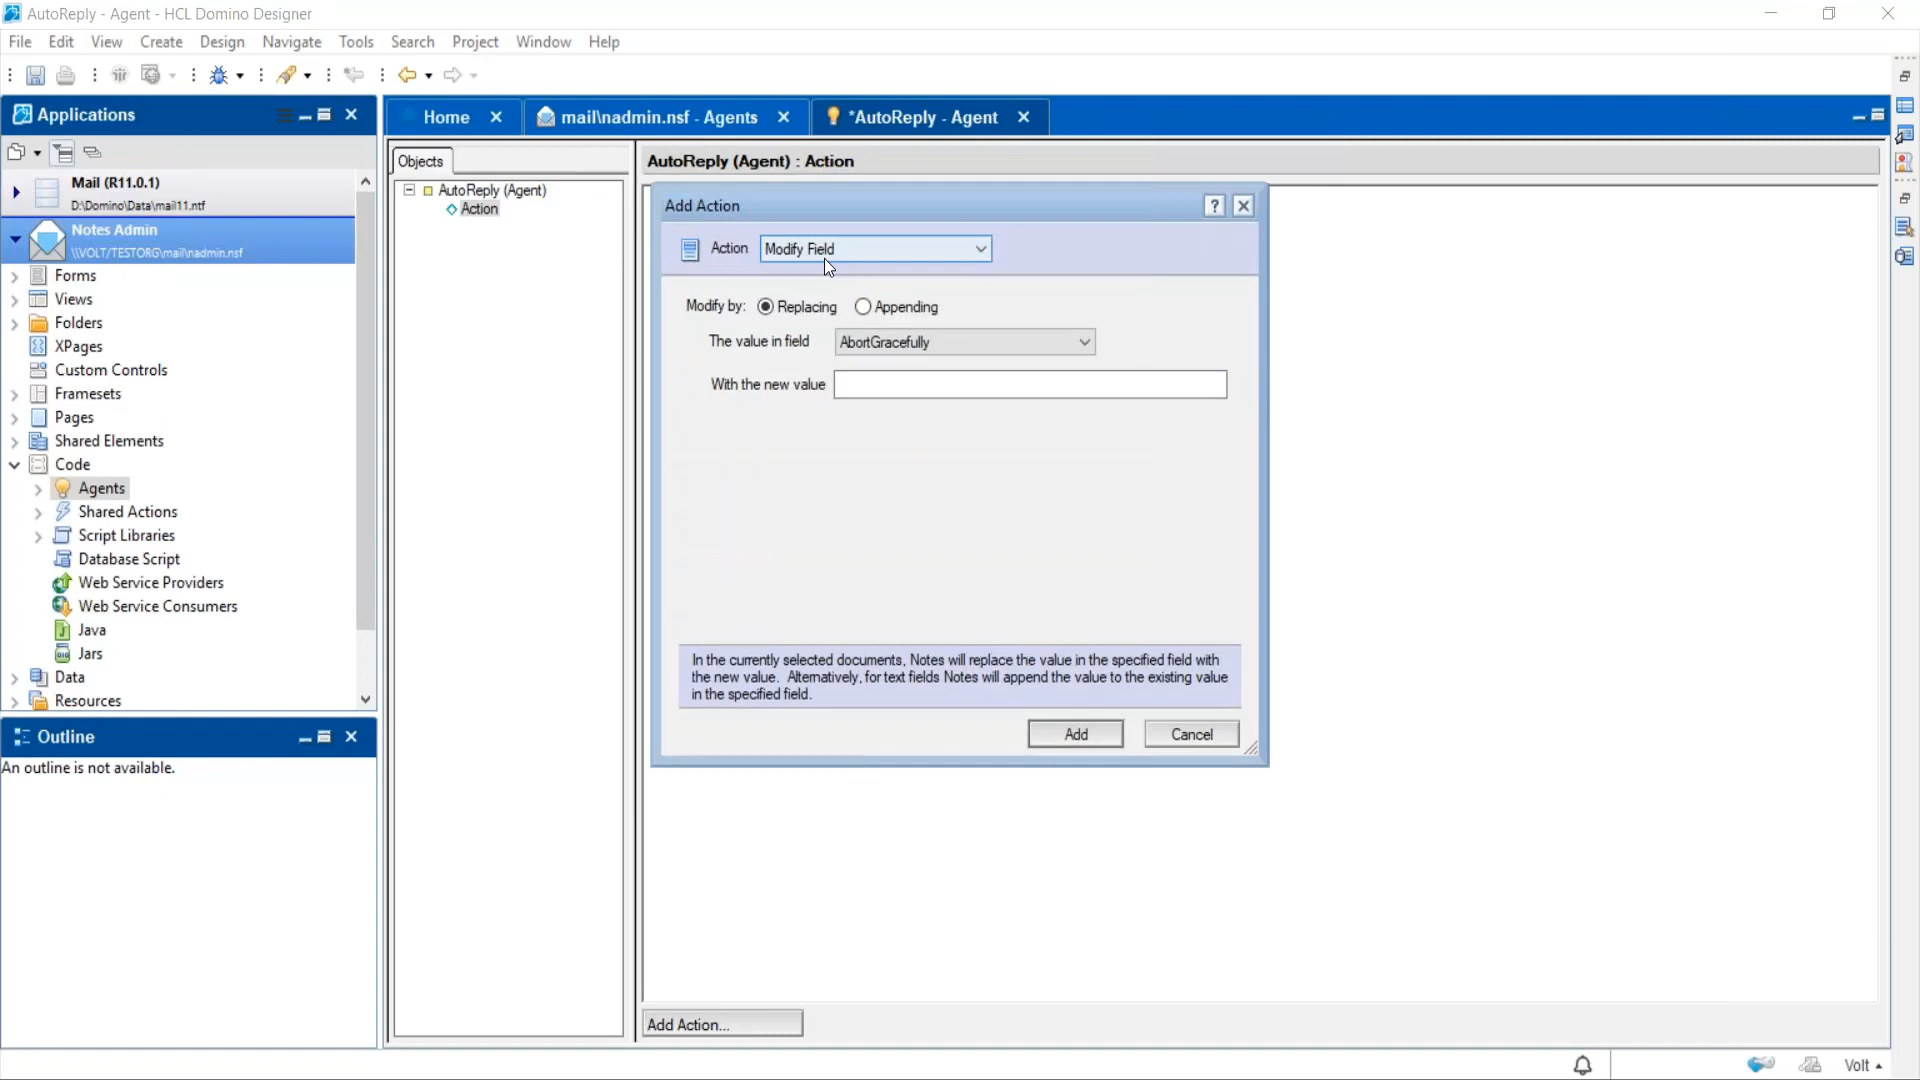 AutoReply - Agent - HCL Domino Designer
File Edit View Create Design Navigate Tools Search Project Window Help
Applications
Home
mail\nadmin.nsf - Agents
*AutoReply - Agent
Mail (R11.0.1)
D:\Domino\Data\mail11.ntf
Notes Admin
\\VOLT/TESTORG\mail\nadmin.nsf
Forms
Views
Folders
XPages
Custom Controls
Framesets
Pages
Shared Elements
Code
Agents
Shared Actions
Script Libraries
Database Script
Web Service Providers
Web Service Consumers
Java
Jars
Data
Resources
Outline
An outline is not available.
Objects
AutoReply (Agent)
Action
AutoReply (Agent) : Action
Add Action
?
Action Modify Field
Modify by: Replacing Appending
The value in field AbortGracefully
With the new value
In the currently selected documents, Notes will replace the value in the specified field with
the new value. Alternatively, for text fields Notes will append the value to the existing value
in the specified field.
Add Cancel
Add Action...
Volt